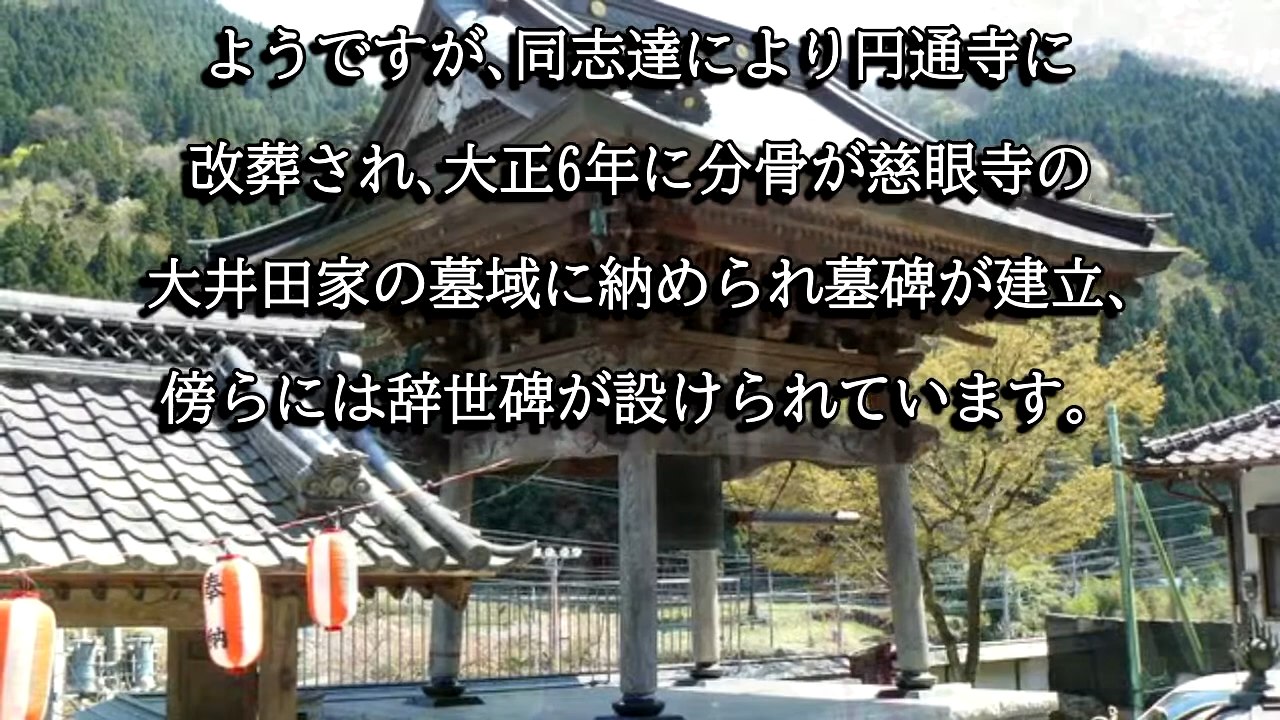 ようですが、同志達により円通寺に
改葬され、大正6年に分骨が慈眼寺の
大井田家の墓域に納められ墓碑が建立、
傍らには辞世碑が設けられています。
奉納